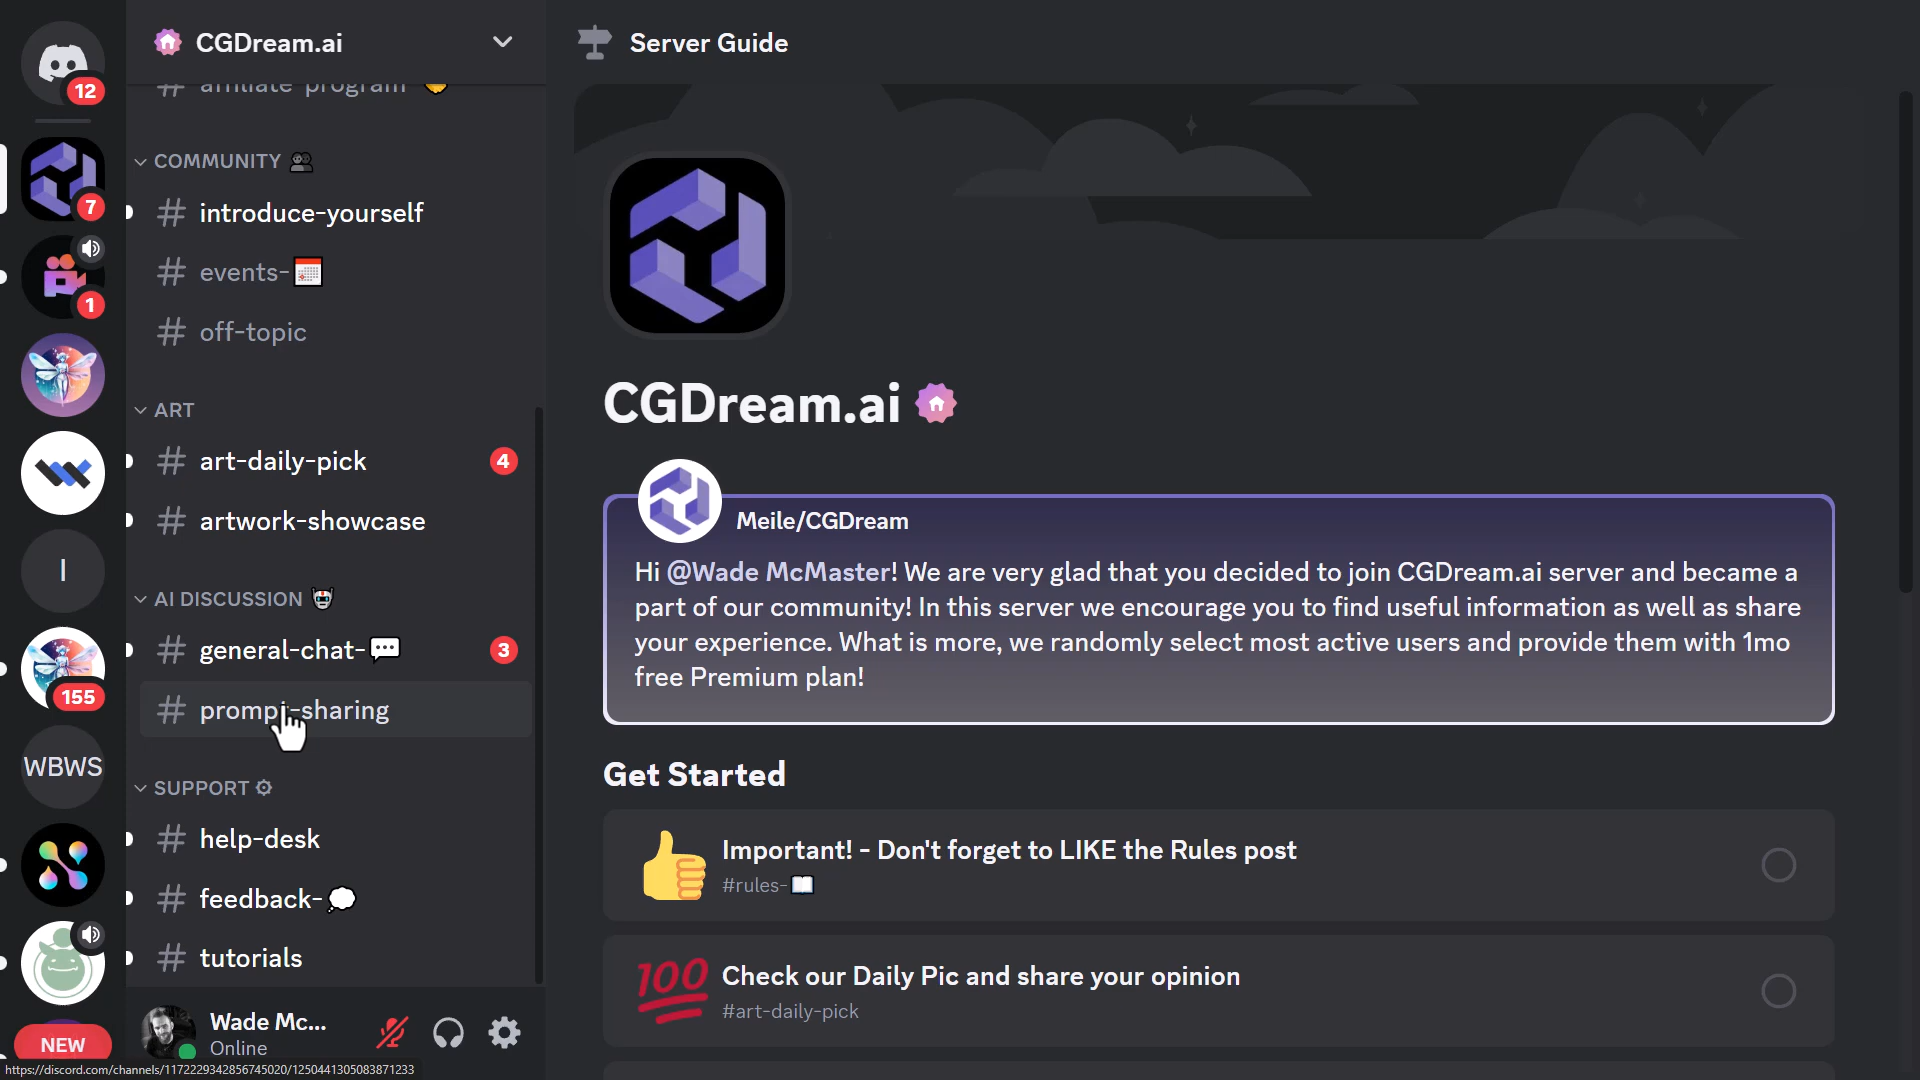 CGDream.ai
Server Guide
12
# affiliate-program
COMMUNITY
# introduce-yourself
# events-
# off-topic
7
1
ART
# art-daily-pick 4
# artwork-showcase
I
AI DISCUSSION
# general-chat- 3
# prompt-sharing
155
WBWS
SUPPORT
# help-desk
# feedback-
# tutorials
NEW
Wade Mc...
Online
https://discord.com/channels/1172229342856745020/1250441305083871233
CGDream.ai
Meile/CGDream
Hi @Wade McMaster! We are very glad that you decided to join CGDream.ai server and became a
part of our community! In this server we encourage you to find useful information as well as share
your experience. What is more, we randomly select most active users and provide them with 1mo
free Premium plan!
Get Started
Important! - Don't forget to LIKE the Rules post
#rules-
100
Check our Daily Pic and share your opinion
#art-daily-pick